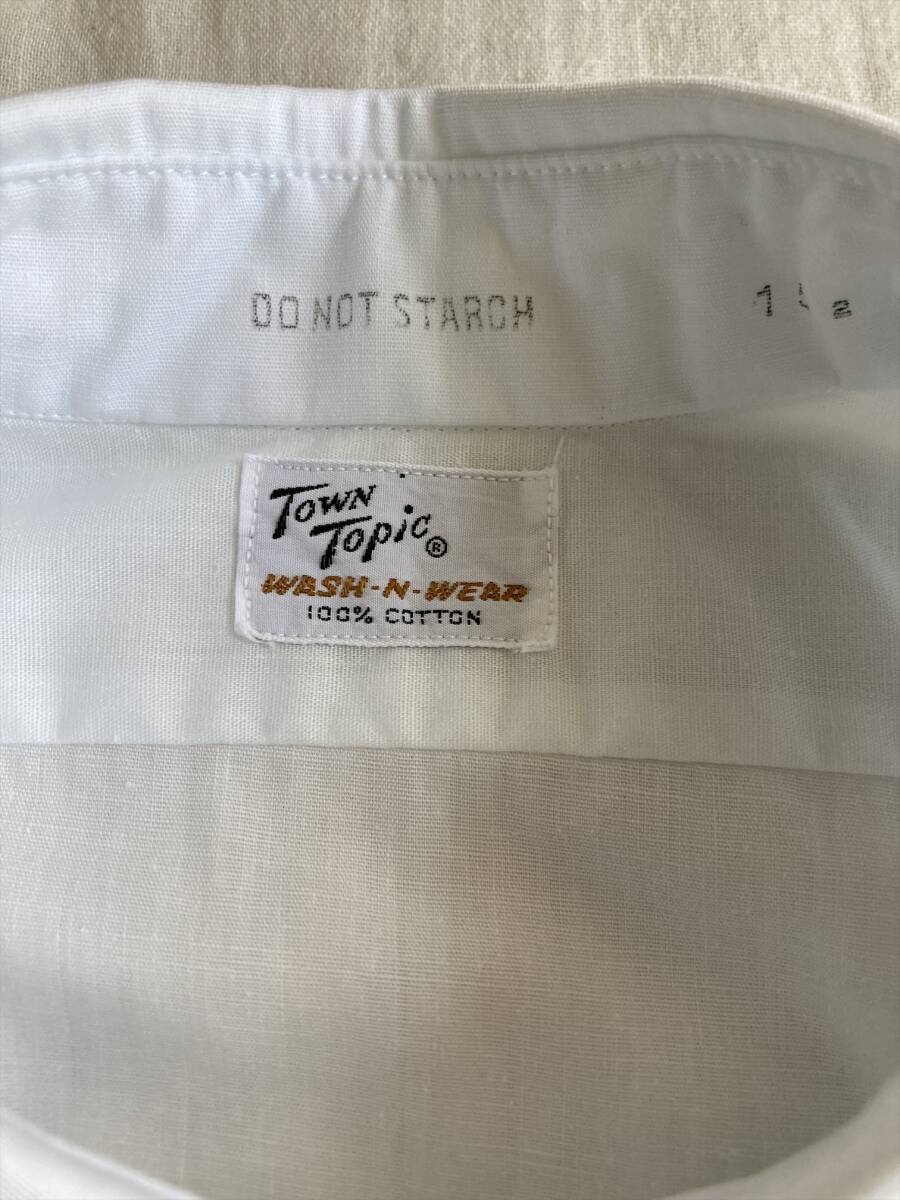 DO NOT STARCH
Town
Topic®
WASH-N-WEAR
100% COTTON